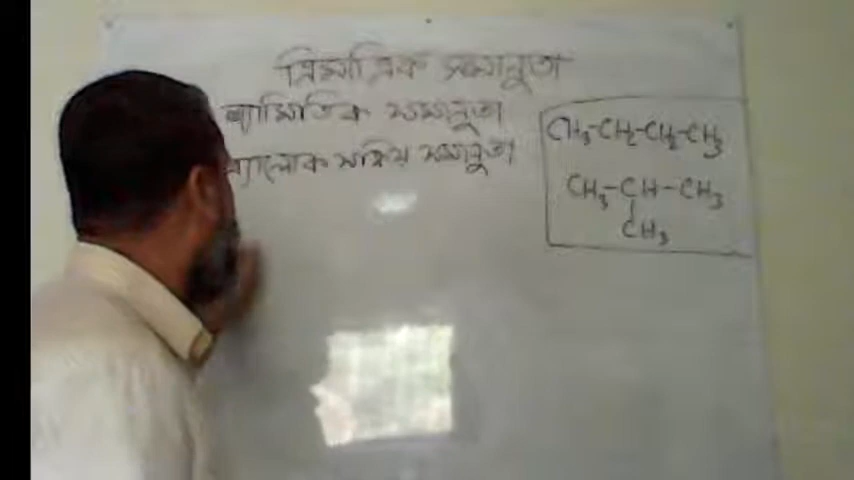 ত্রিমাত্রিক সমানুতা
জ্যামিতিক সমানুতা
আলোক সক্রিয় সমানুতা
CH₃-CH₂-CH₂-CH₃
CH₃-CH-CH₃
CH₃